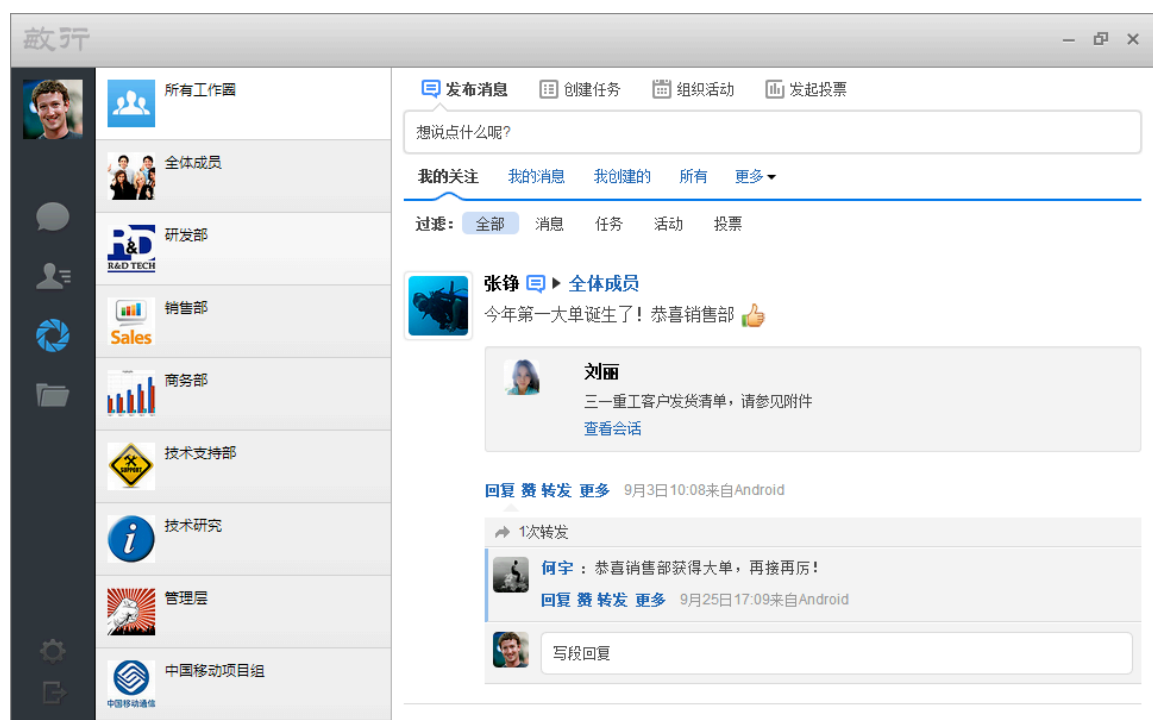 敏行
所有工作圈
全体成员
R&D
R&D TECH
研发部
Sales
销售部
商务部
SUPPORT
技术支持部
i
技术研究
管理层
中国移动通信
中国移动项目组
发布消息 创建任务 组织活动 发起投票
想说点什么呢?
我的关注 我的消息 我创建的 所有 更多
过滤: 全部 消息 任务 活动 投票
张铮 全体成员
今年第一大单诞生了! 恭喜销售部
刘丽
三一重工客户发货清单,请参见附件
查看会话
回复 赞 转发 更多 9月3日10:08来自Android
1次转发
何宇 : 恭喜销售部获得大单,再接再厉!
回复 赞 转发 更多 9月25日17:09来自Android
写段回复